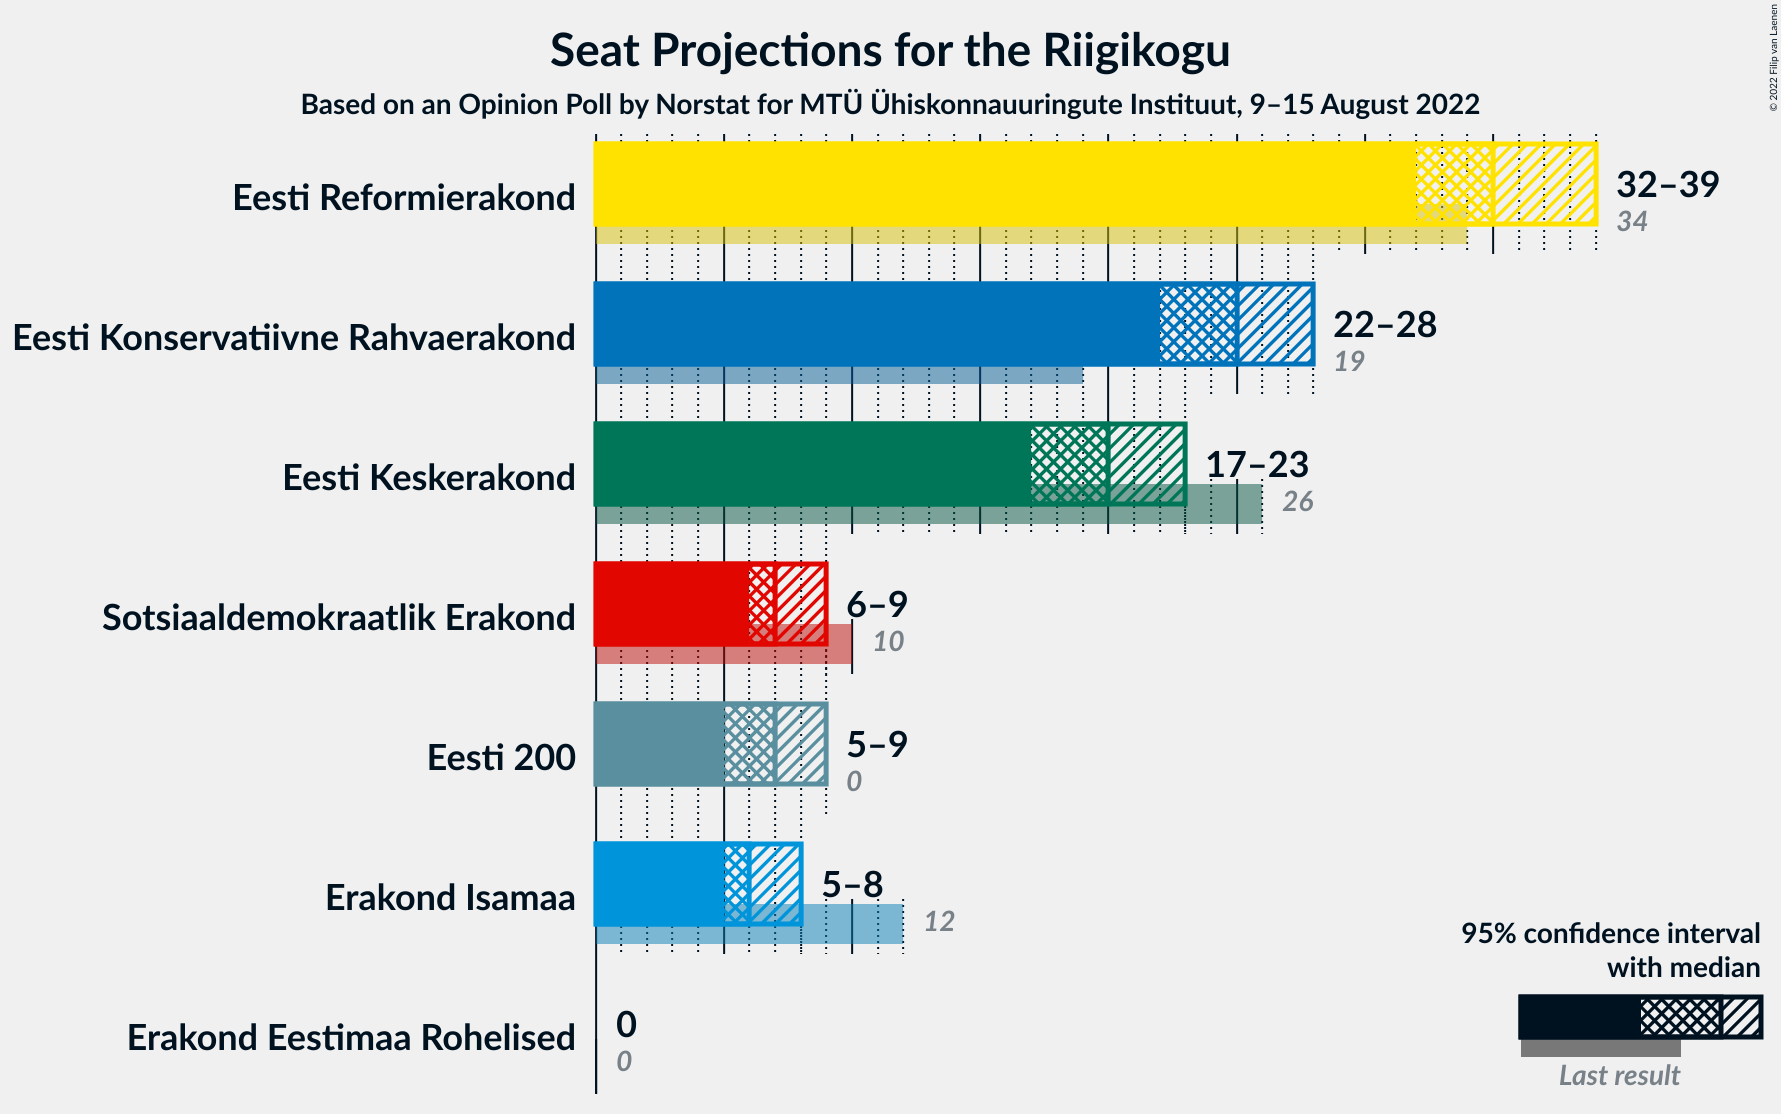 Seat Projections for the Riigikogu
Based on an Opinion Poll by Norstat for MTÜ Ühiskonnauuringute Instituut, 9–15 August 2022
© 2022 Filip van Laenen
Eesti Reformierakond
32–39
34
Eesti Konservatiivne Rahvaerakond
22–28
19
Eesti Keskerakond
17–23
26
Sotsiaaldemokraatlik Erakond
6–9
10
Eesti 200
5–9
0
Erakond Isamaa
5–8
12
Erakond Eestimaa Rohelised
0
0
95% confidence interval
with median
Last result